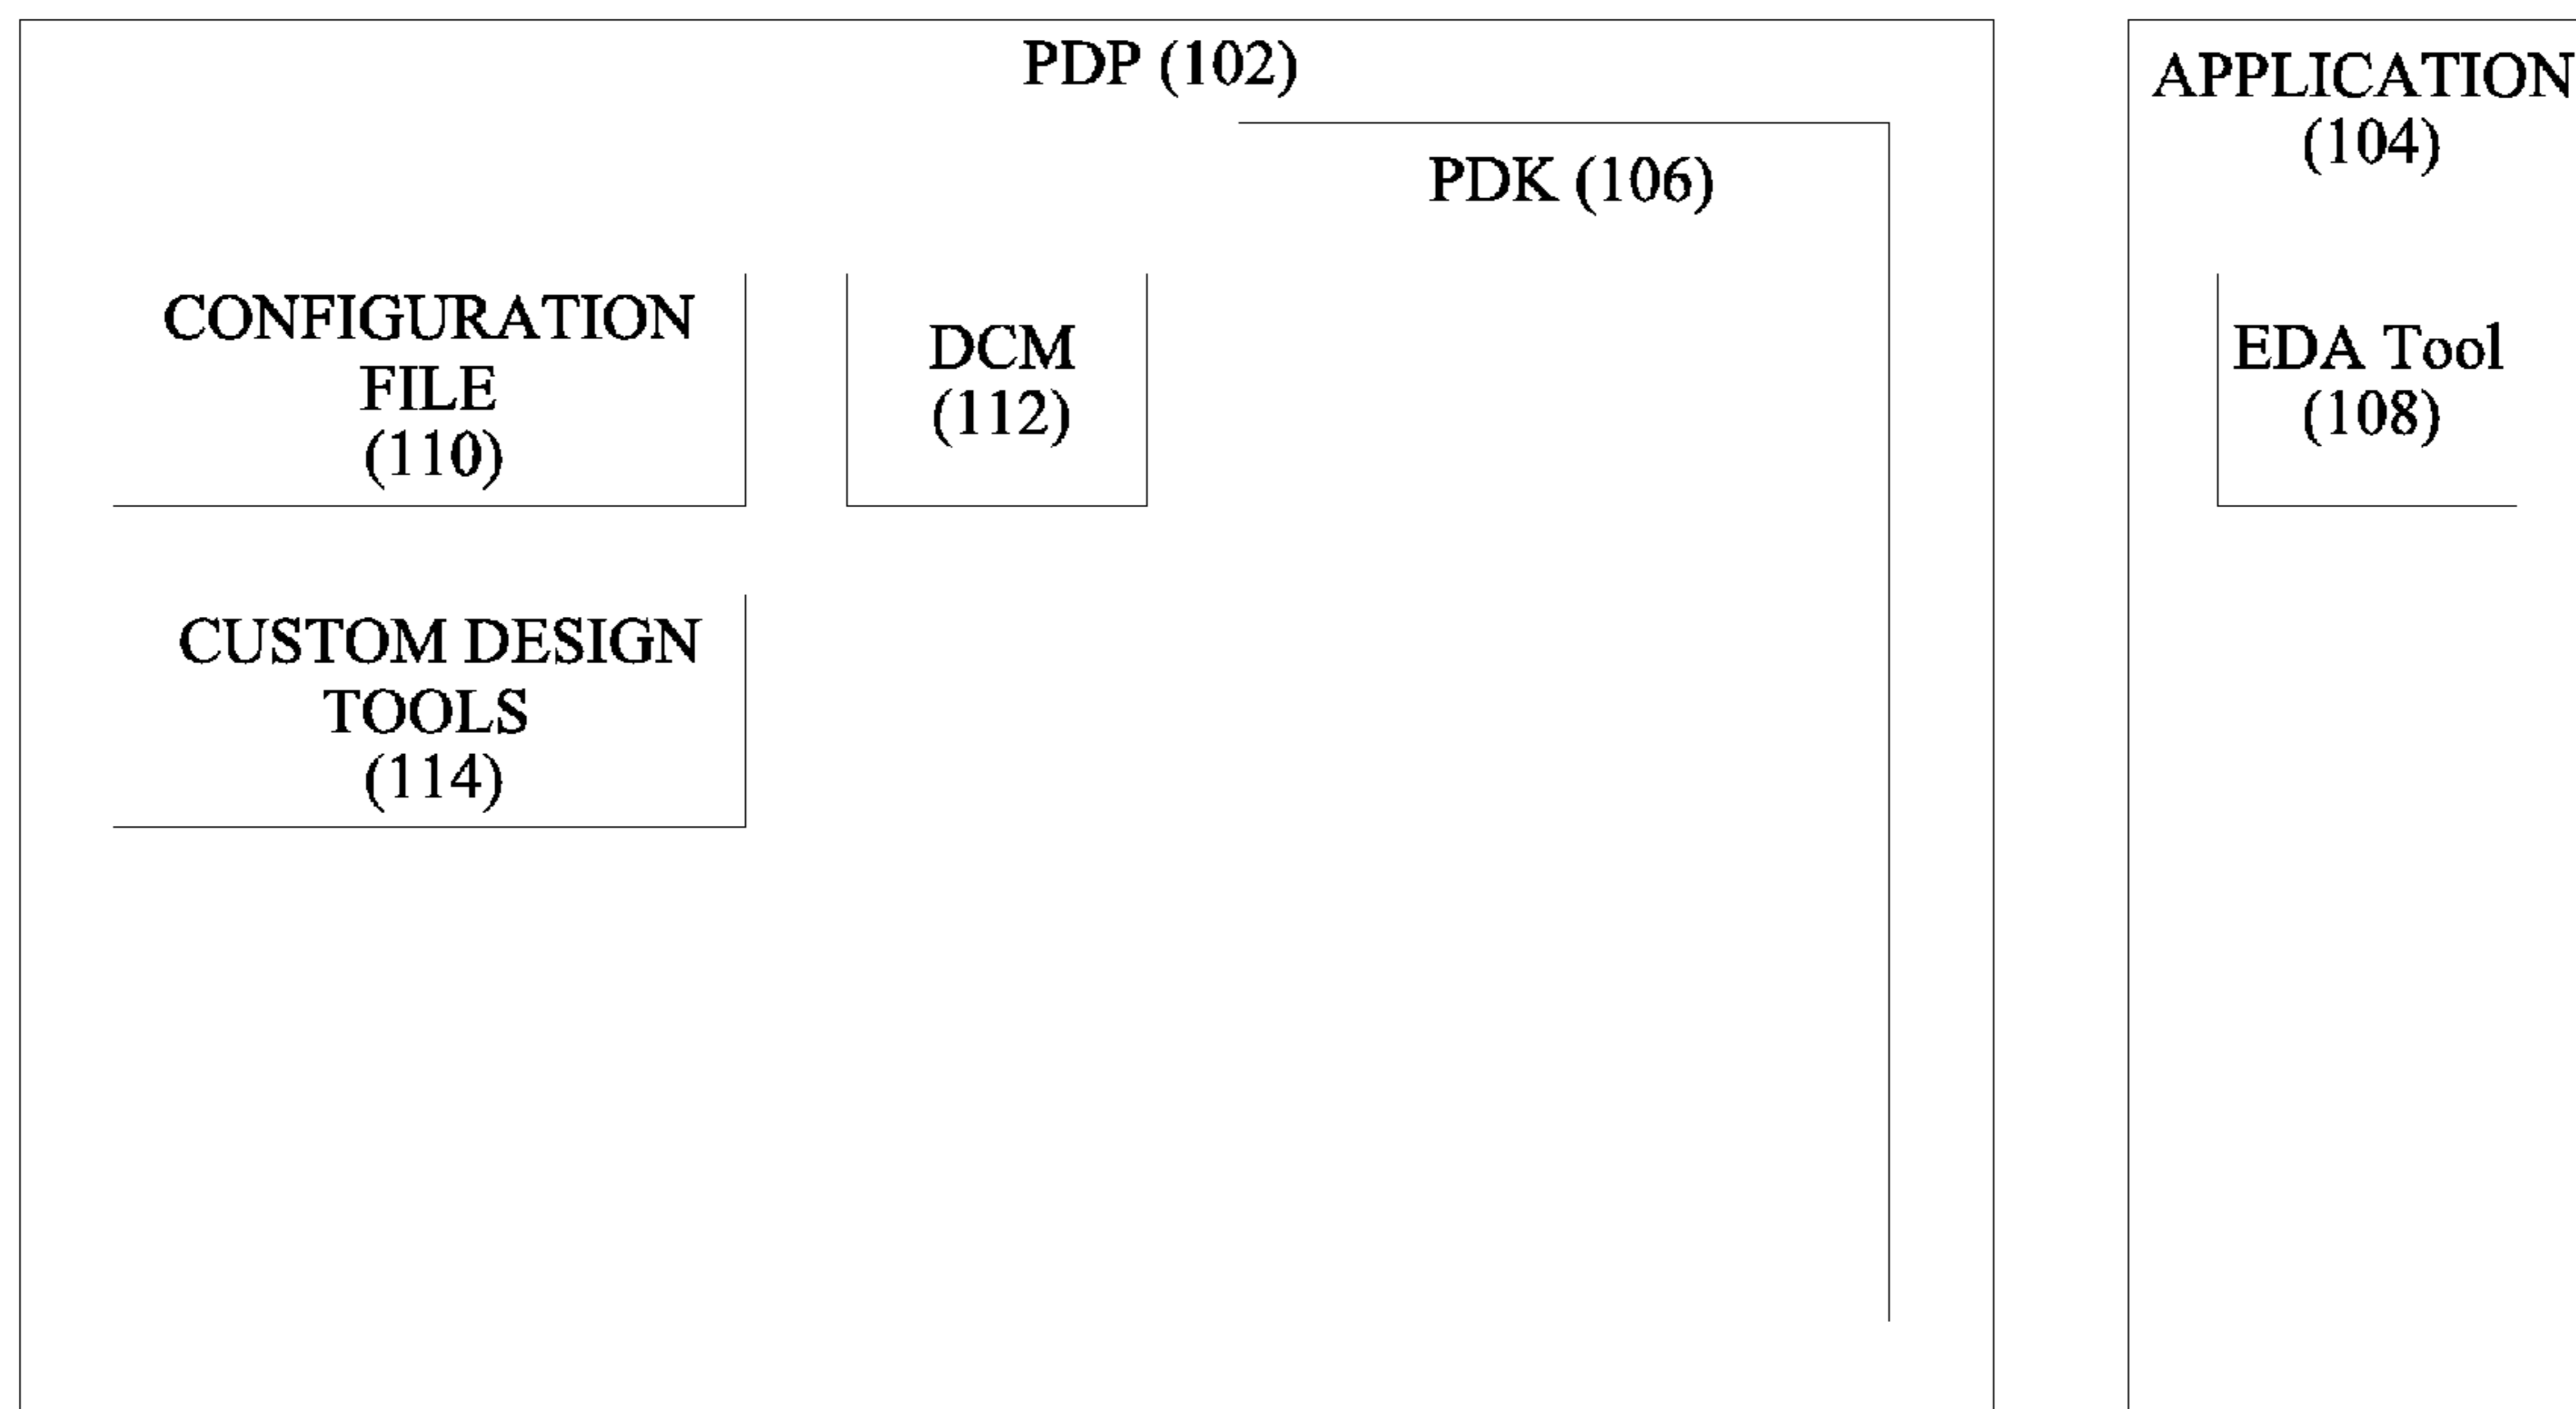 PDP (102)
PDK (106)
CONFIGURATION
FILE
(110)
DCM
(112)
CUSTOM DESIGN
TOOLS
(114)
APPLICATION
(104)
EDA Tool
(108)